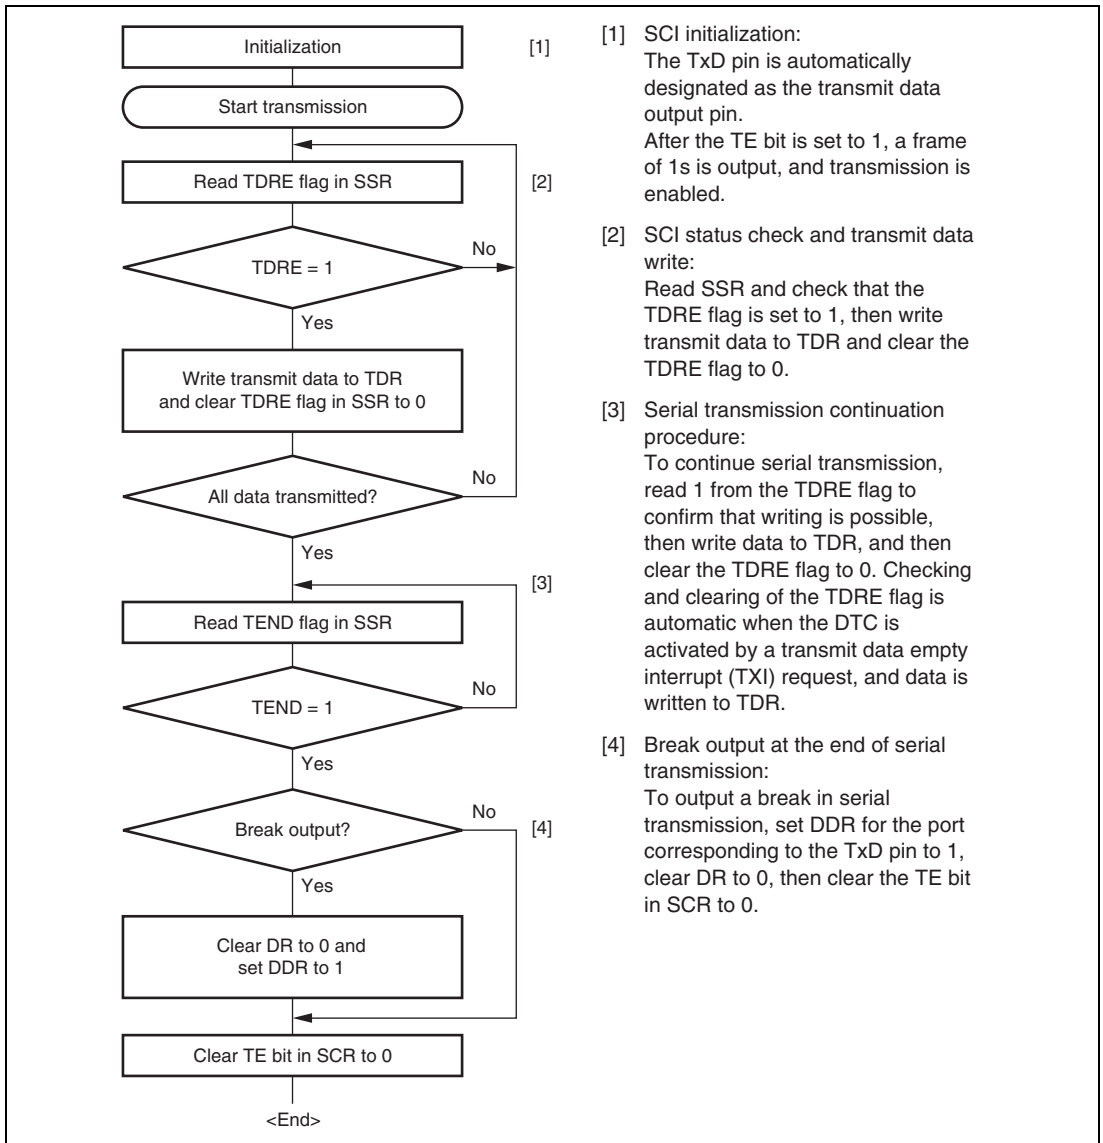 Initialization
[1]
Start transmission
Read TDRE flag in SSR
[2]
No
TDRE = 1
Yes
Write transmit data to TDR
and clear TDRE flag in SSR to 0
No
All data transmitted?
Yes
[3]
Read TEND flag in SSR
No
TEND = 1
Yes
No
Break output?
[4]
Yes
Clear DR to 0 and
set DDR to 1
Clear TE bit in SCR to 0
<End>
[1] SCI initialization:
The TxD pin is automatically
designated as the transmit data
output pin.
After the TE bit is set to 1, a frame
of 1s is output, and transmission is
enabled.
[2] SCI status check and transmit data
write:
Read SSR and check that the
TDRE flag is set to 1, then write
transmit data to TDR and clear the
TDRE flag to 0.
[3] Serial transmission continuation
procedure:
To continue serial transmission,
read 1 from the TDRE flag to
confirm that writing is possible,
then write data to TDR, and then
clear the TDRE flag to 0. Checking
and clearing of the TDRE flag is
automatic when the DTC is
activated by a transmit data empty
interrupt (TXI) request, and data is
written to TDR.
[4] Break output at the end of serial
transmission:
To output a break in serial
transmission, set DDR for the port
corresponding to the TxD pin to 1,
clear DR to 0, then clear the TE bit
in SCR to 0.